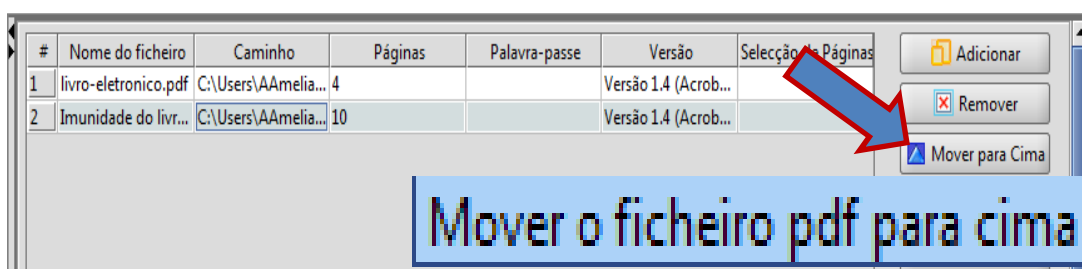 # Nome do ficheiro Caminho Páginas Palavra-passe Versão Selecção de Páginas
1 livro-eletronico.pdf C:\Users\AAmelia... 4 Versão 1.4 (Acrob...
2 Imunidade do livr... C:\Users\AAmelia... 10 Versão 1.4 (Acrob...
Adicionar
Remover
Mover para Cima
Mover o ficheiro pdf para cima